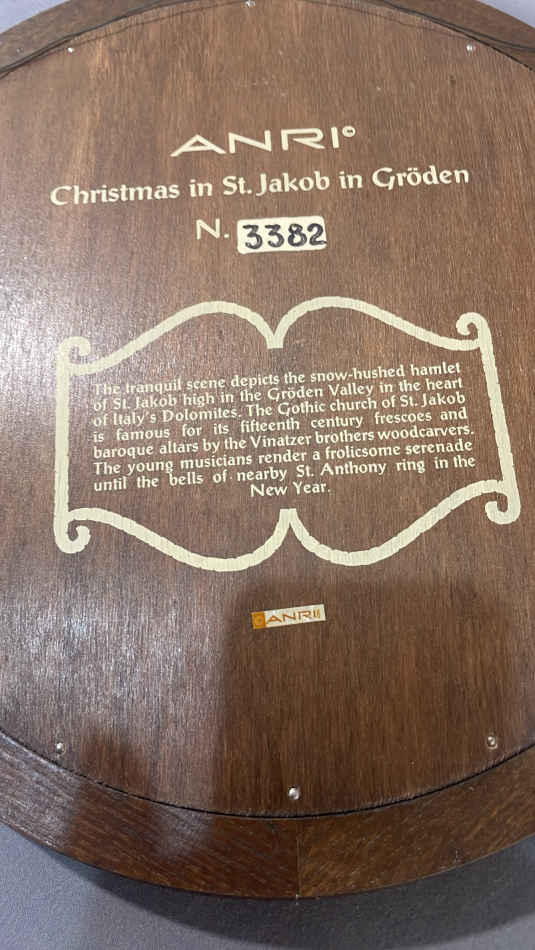 ANRI©
Christmas in St. Jakob in Gröden
N. 3382
The tranquil scene depicts the snow-hushed hamlet
of St. Jakob high in the Gröden Valley in the heart
of Italy's Dolomites. The Gothic church of St. Jakob
is famous for its fifteenth century frescoes and
baroque altars by the Vinatzer brothers woodcarvers.
The young musicians render a frolicsome serenade
until the bells of nearby St. Anthony ring in the
New Year.
ANRI